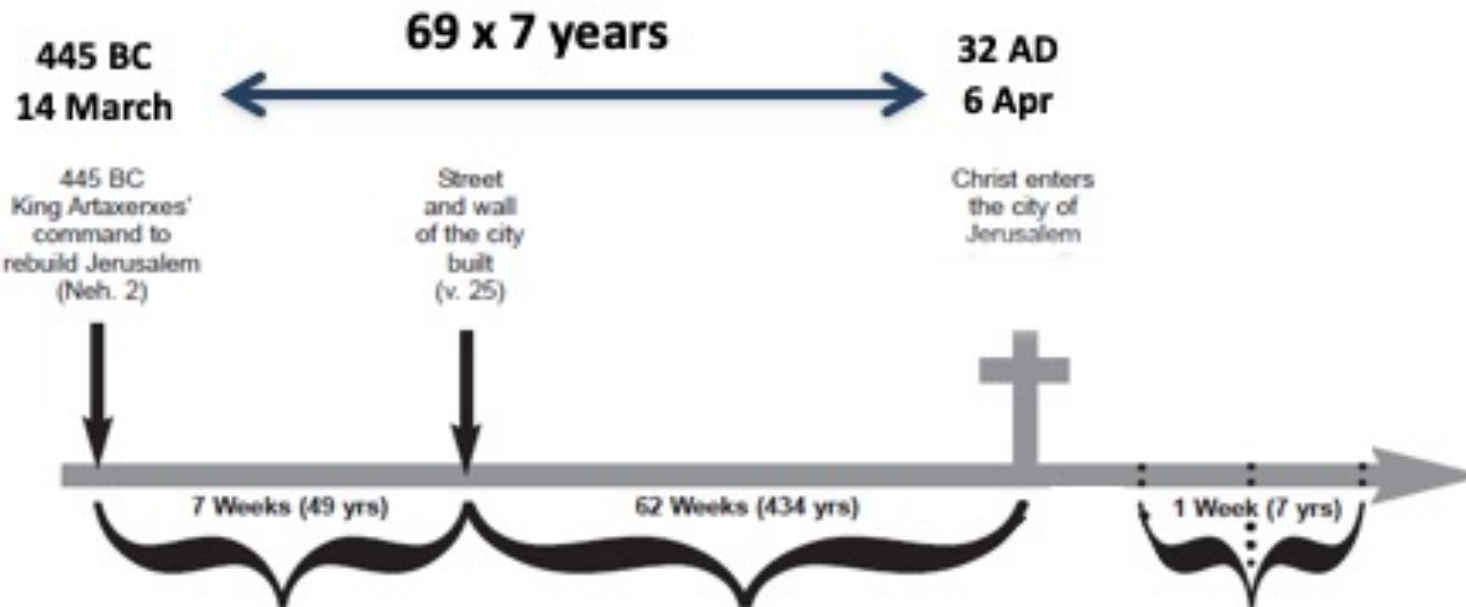 69 x 7 years
445 BC
14 March
32 AD
6 Apr
445 BC
King Artaxerxes'
command to
rebuild Jerusalem
(Neh. 2)
Street
and wall
of the city
built
(v. 25)
Christ enters
the city of
Jerusalem
7 Weeks (49 yrs)
62 Weeks (434 yrs)
1 Week (7 yrs)